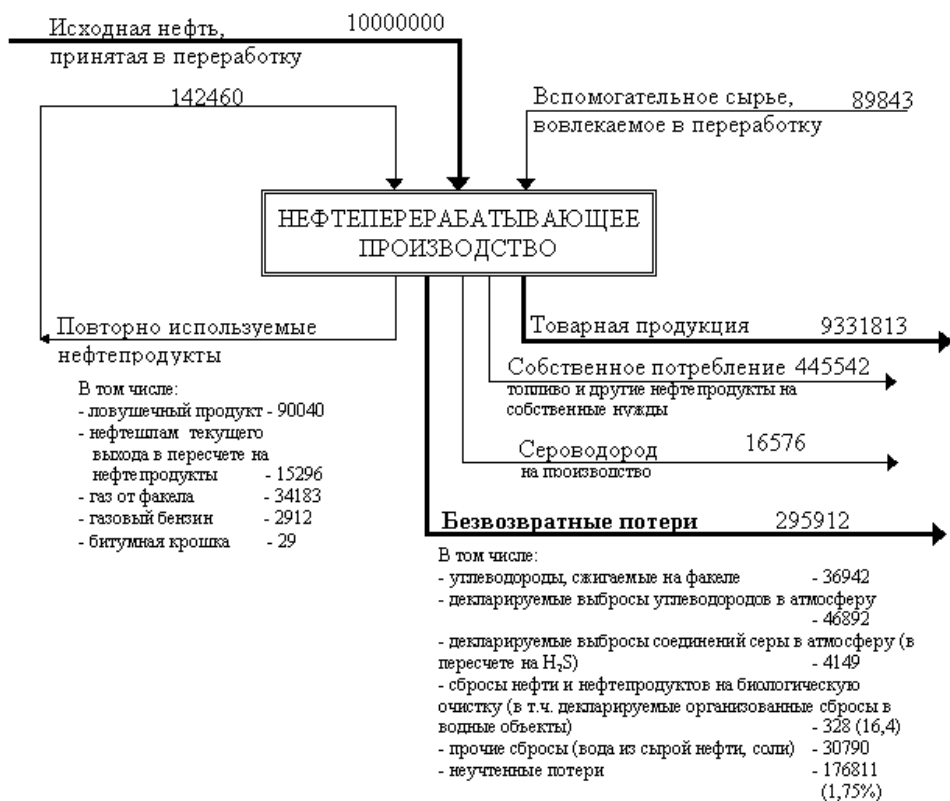 Исходная нефть, 10000000
принятая в переработку
142460
Вспомогательное сырье, 89843
вовлекаемое в переработку
НЕФТЕПЕРЕРАБАТЫВАЮЩЕЕ
ПРОИЗВОДСТВО
Повторно используемые
нефтепродукты
В том числе:
- ловушечный продукт - 90040
- нефтешлам текущего
выхода в пересчете на
нефтепродукты - 15296
- газ от факела - 34183
- газовый бензин - 2912
- битумная крошка - 29
Товарная продукция 9331813
Собственное потребление 445542
топливо и другие нефтепродукты на
собственные нужды
Сероводород 16576
на производство
Безвозвратные потери 295912
В том числе:
- углеводороды, сжигаемые на факеле - 36942
- декларируемые выбросы углеводородов в атмосферу
- 46892
- декларируемые выбросы соединений серы в атмосферу (в
пересчете на H₂S) - 4149
- сбросы нефти и нефтепродуктов на биологическую
очистку (в т.ч. декларируемые организованные сбросы в
водные объекты) - 328 (16,4)
- прочие сбросы (вода из сырой нефти, соли) - 30790
- неучтенные потери - 176811
(1,75%)